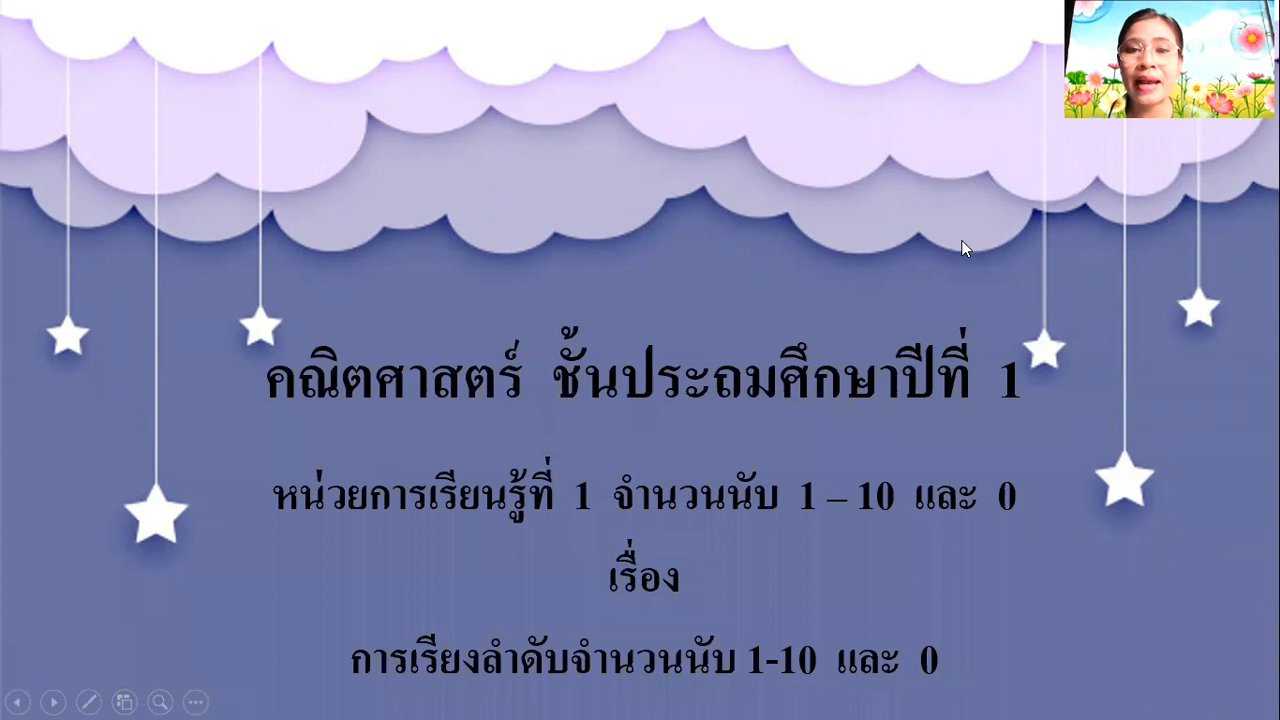 คณิตศาสตร์ ชั้นประถมศึกษาปีที่ 1
หน่วยการเรียนรู้ที่ 1 จำนวนนับ 1 – 10 และ 0
เรื่อง
การเรียงลำดับจำนวนนับ 1-10 และ 0